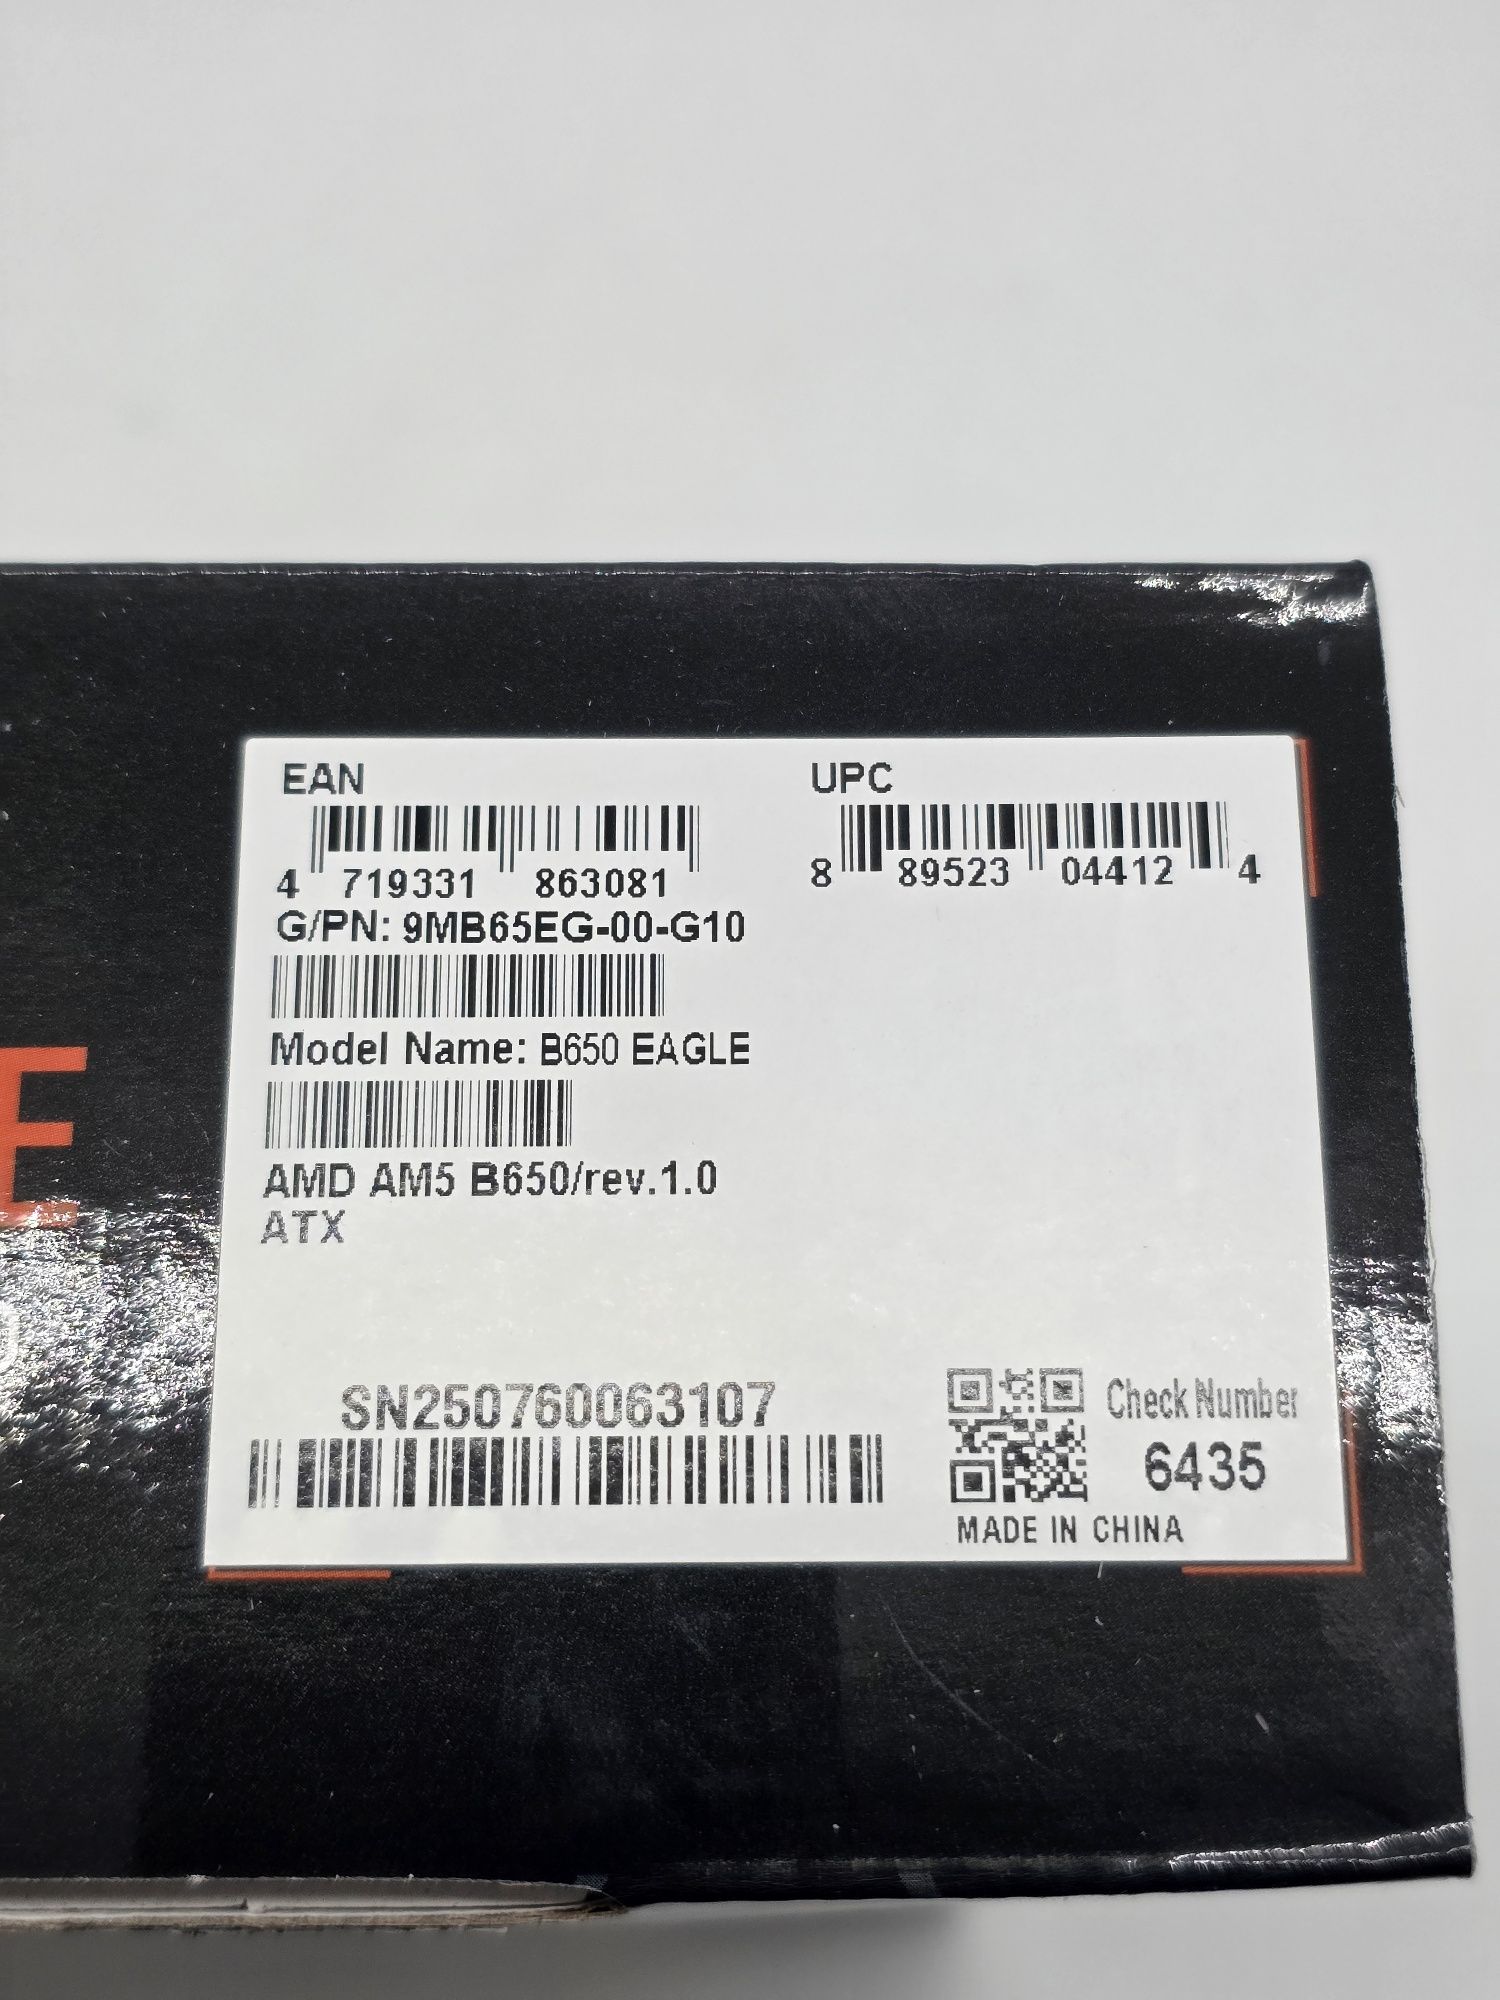 EAN
4 719331 863081
UPC
8 89523 04412 4
G/PN: 9MB65EG-00-G10
Model Name: B650 EAGLE
AMD AM5 B650/rev.1.0
ATX
SN250760063107
Check Number
6435
MADE IN CHINA
E